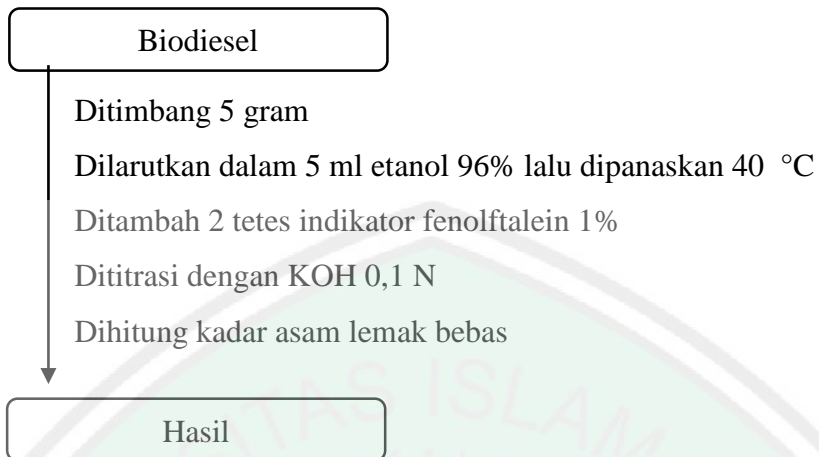 Biodiesel
Ditimbang 5 gram
Dilarutkan dalam 5 ml etanol 96% lalu dipanaskan 40 °C
Ditambah 2 tetes indikator fenolftalein 1%
Dititrasi dengan KOH 0,1 N
Dihitung kadar asam lemak bebas
Hasil